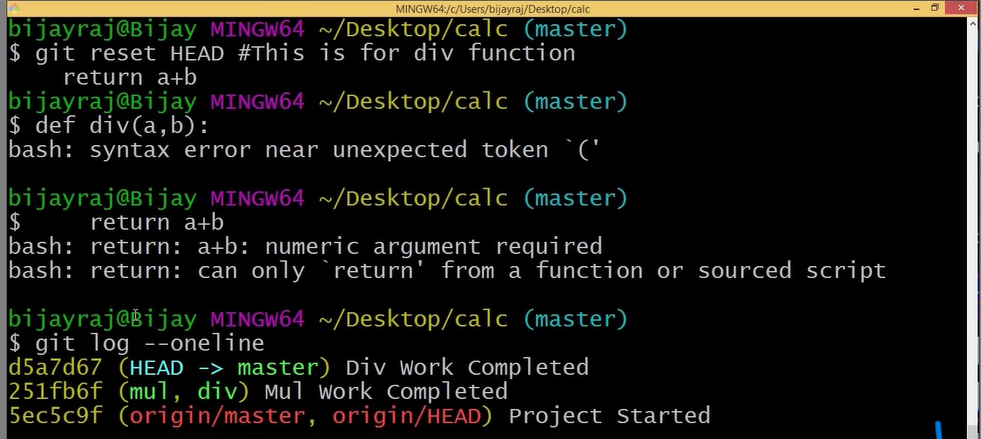 MINGW64:/c/Users/bijayraj/Desktop/calc
bijayraj@Bijay MINGW64 ~/Desktop/calc (master)
$ git reset HEAD #This is for div function
    return a+b
bijayraj@Bijay MINGW64 ~/Desktop/calc (master)
$ def div(a,b):
bash: syntax error near unexpected token `('
bijayraj@Bijay MINGW64 ~/Desktop/calc (master)
$     return a+b
bash: return: a+b: numeric argument required
bash: return: can only `return' from a function or sourced script
bijayraj@Bijay MINGW64 ~/Desktop/calc (master)
$ git log --oneline
d5a7d67 (HEAD -> master) Div Work Completed
251fb6f (mul, div) Mul Work Completed
5ec5c9f (origin/master, origin/HEAD) Project Started